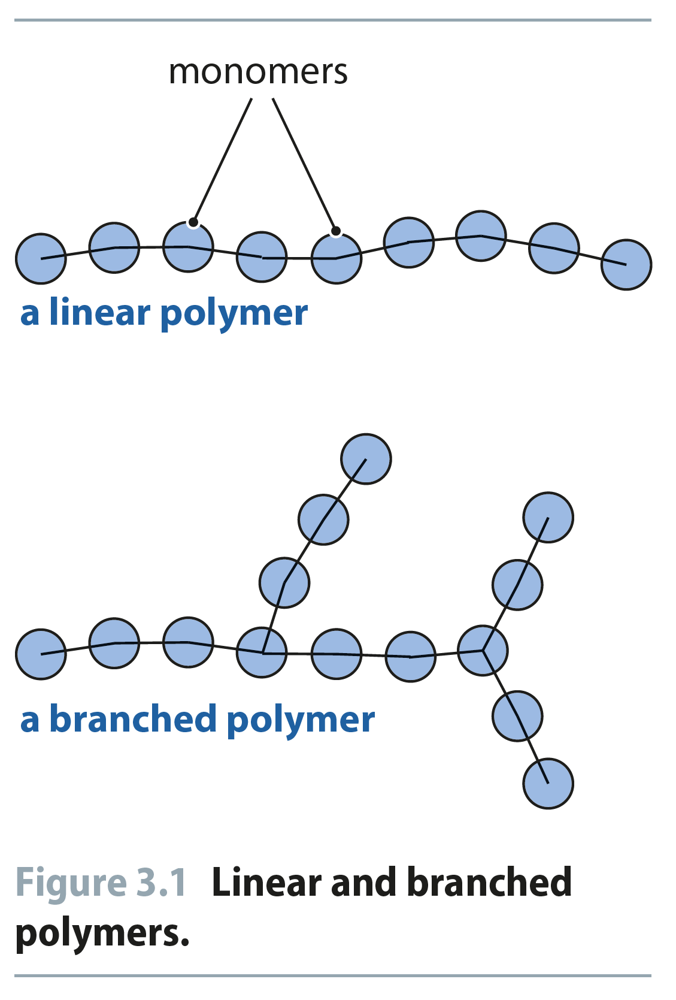 monomers
a linear polymer
a branched polymer
Figure 3.1 Linear and branched
polymers.